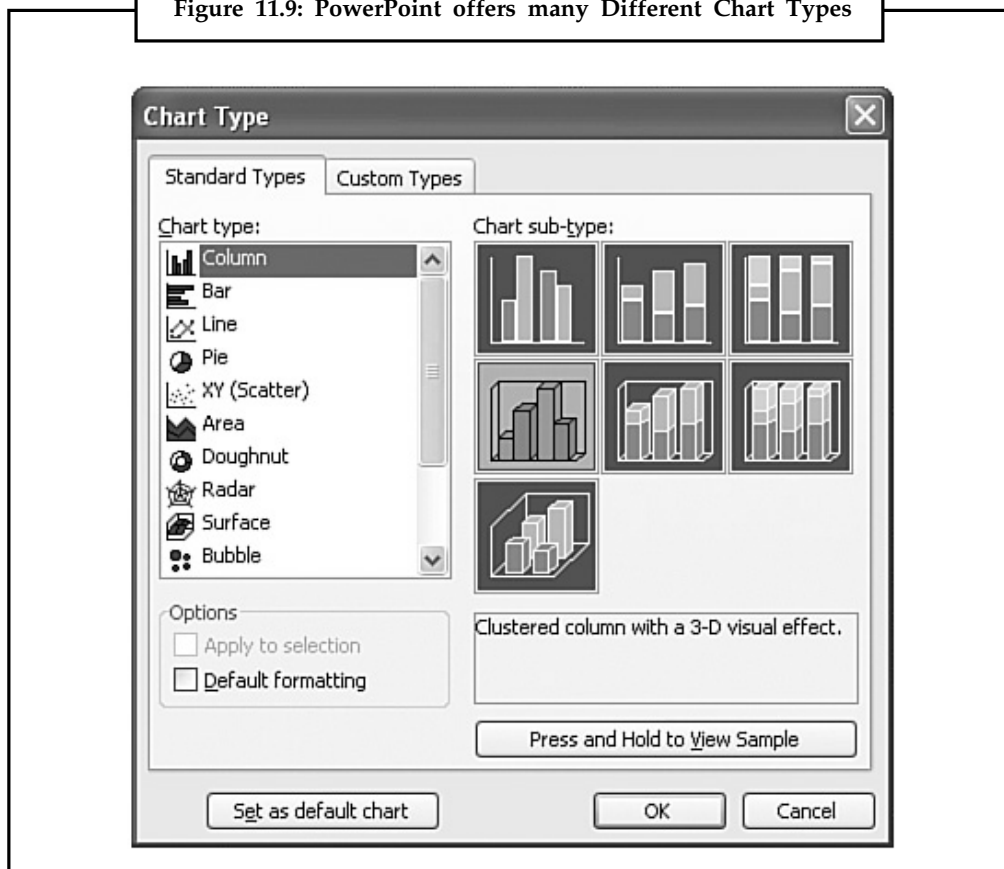 Figure 11.9: PowerPoint offers many Different Chart Types
Chart Type
Standard Types
Custom Types
Chart type:
Column
Bar
Line
Pie
XY (Scatter)
Area
Doughnut
Radar
Surface
Bubble
Chart sub-type:
Options
Apply to selection
Default formatting
Clustered column with a 3-D visual effect.
Press and Hold to View Sample
Set as default chart
OK
Cancel